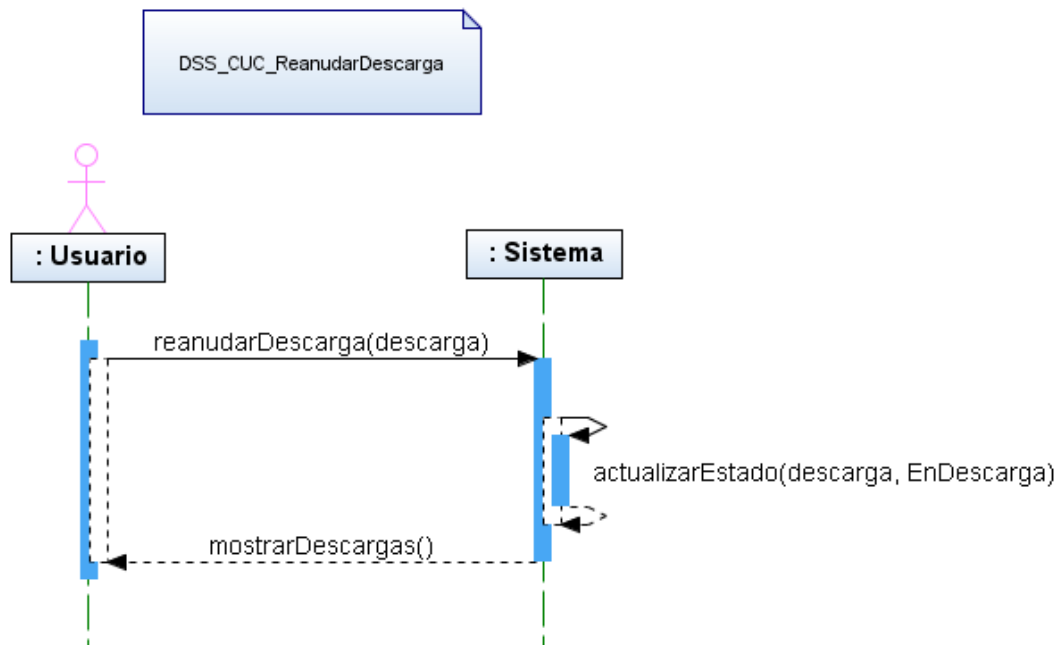 DSS_CUC_ReanudarDescarga
: Usuario
: Sistema
reanudarDescarga(descarga)
actualizarEstado(descarga, EnDescarga)
mostrarDescargas()